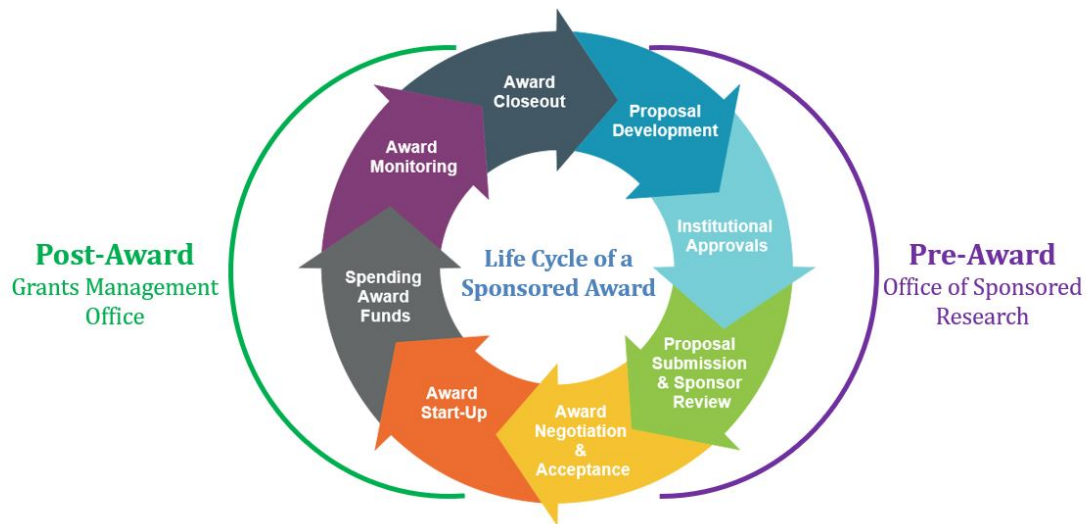 Award
Closeout
Proposal
Development
Institutional
Approvals
Proposal
Submission
& Sponsor
Review
Award
Negotiation
&
Acceptance
Award
Start-Up
Spending
Award
Funds
Award
Monitoring
Life Cycle of a
Sponsored Award
Post-Award
Grants Management
Office
Pre-Award
Office of Sponsored
Research